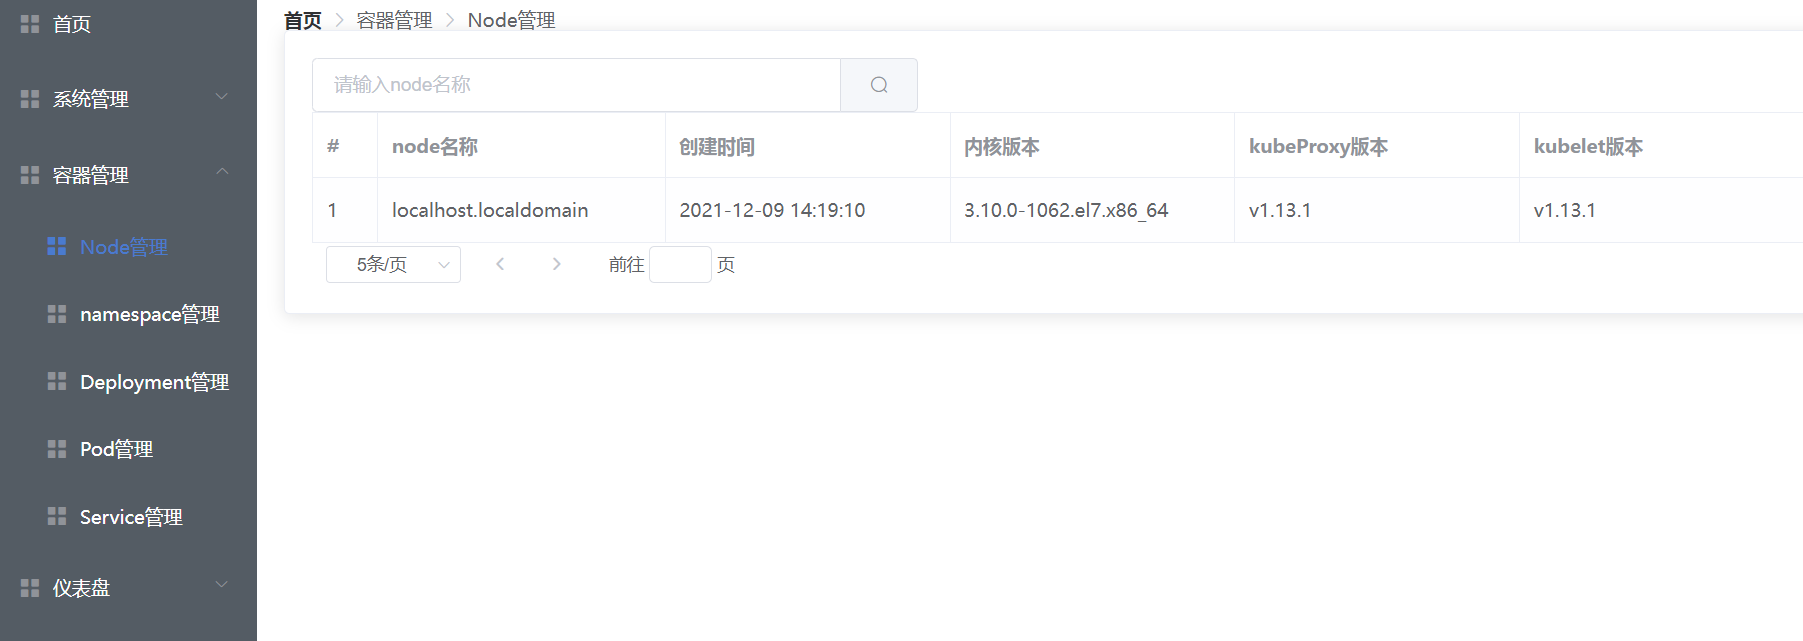 首页
系统管理
容器管理
Node管理
namespace管理
Deployment管理
Pod管理
Service管理
仪表盘
首页 > 容器管理 > Node管理
请输入node名称
# node名称 创建时间 内核版本 kubeProxy版本 kubelet版本
1 localhost.localdomain 2021-12-09 14:19:10 3.10.0-1062.el7.x86_64 v1.13.1 v1.13.1
5条/页 前往 页